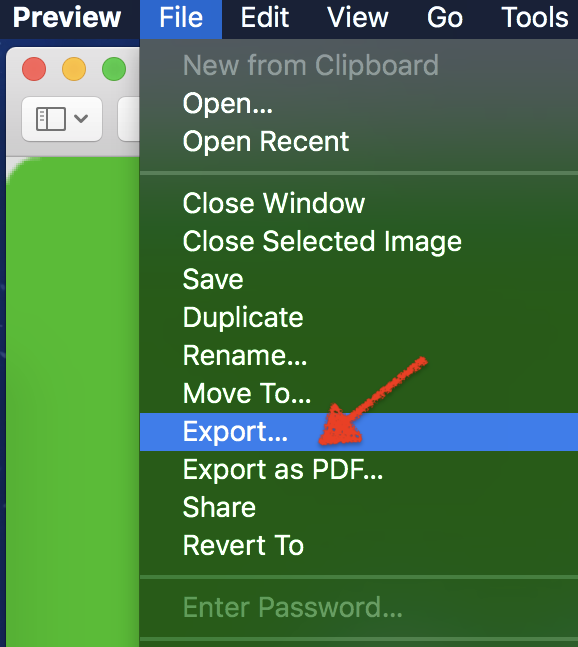 Preview File Edit View Go Tools
New from Clipboard
Open...
Open Recent
Close Window
Close Selected Image
Save
Duplicate
Rename...
Move To...
Export...
Export as PDF...
Share
Revert To
Enter Password...